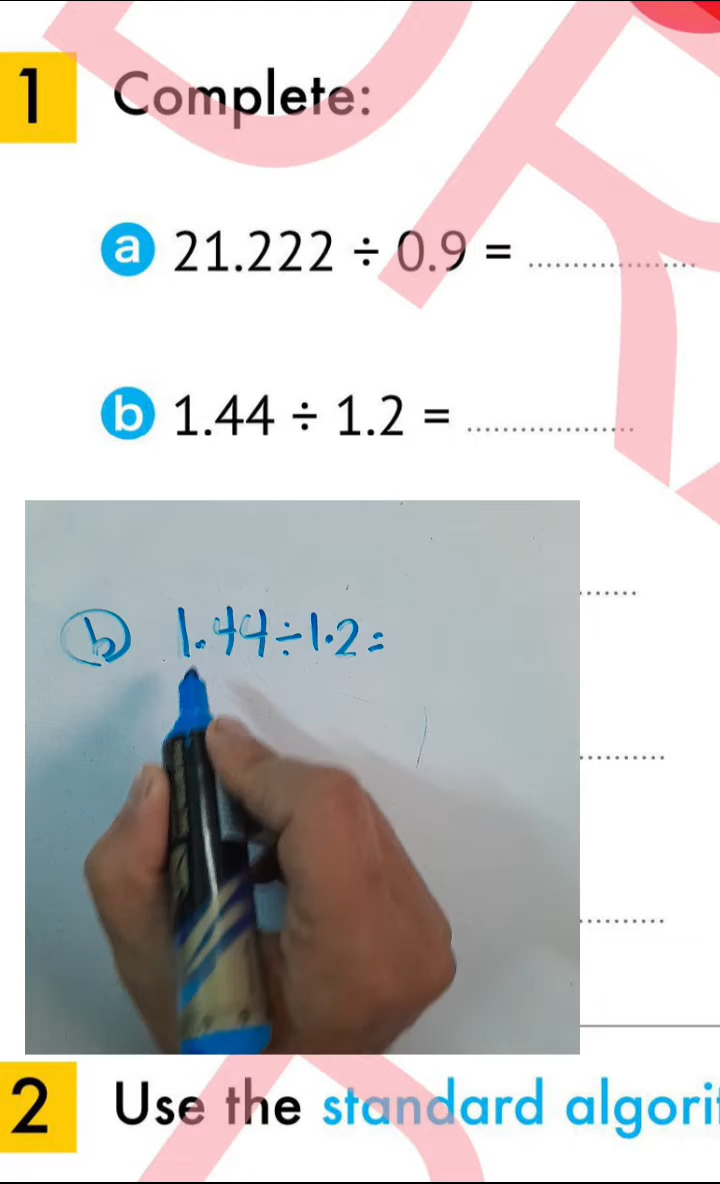 1 Complete:
a 21.222 ÷ 0.9 = ....................
b 1.44 ÷ 1.2 = ....................
b 1.44÷1.2=
2 Use the standard algori